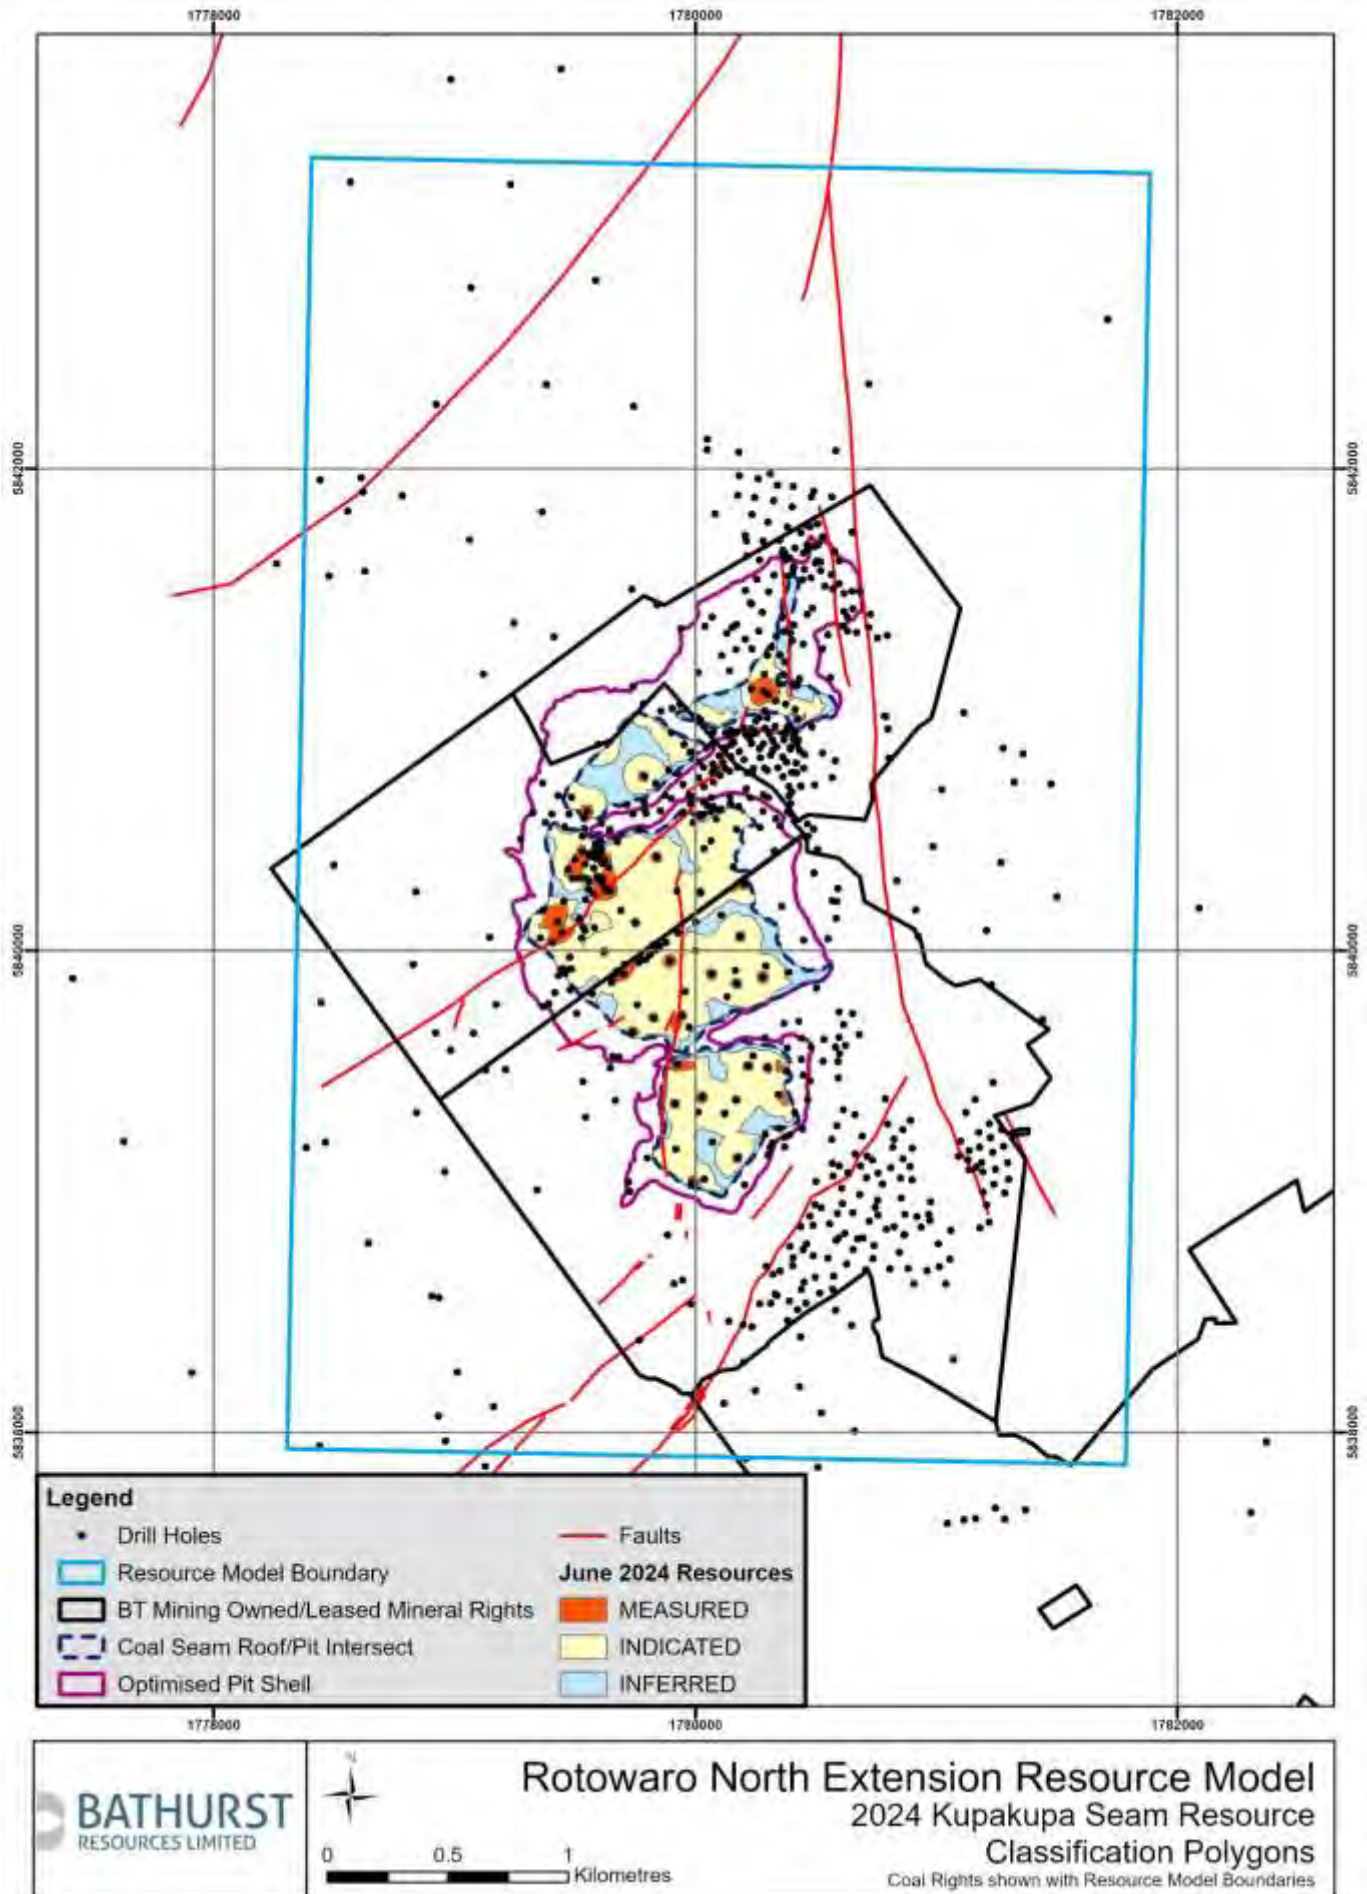 1778000
1780000
1782000
5842000
5842000
5840000
5840000
5838000
5838000
Legend
Drill Holes
Resource Model Boundary
BT Mining Owned/Leased Mineral Rights
Coal Seam Roof/Pit Intersect
Optimised Pit Shell
Faults
June 2024 Resources
MEASURED
INDICATED
INFERRED
1778000
1780000
1782000
BATHURST
RESOURCES LIMITED
N
0 0.5 1
Kilometres
Rotowaro North Extension Resource Model
2024 Kupakupa Seam Resource
Classification Polygons
Coal Rights shown with Resource Model Boundaries